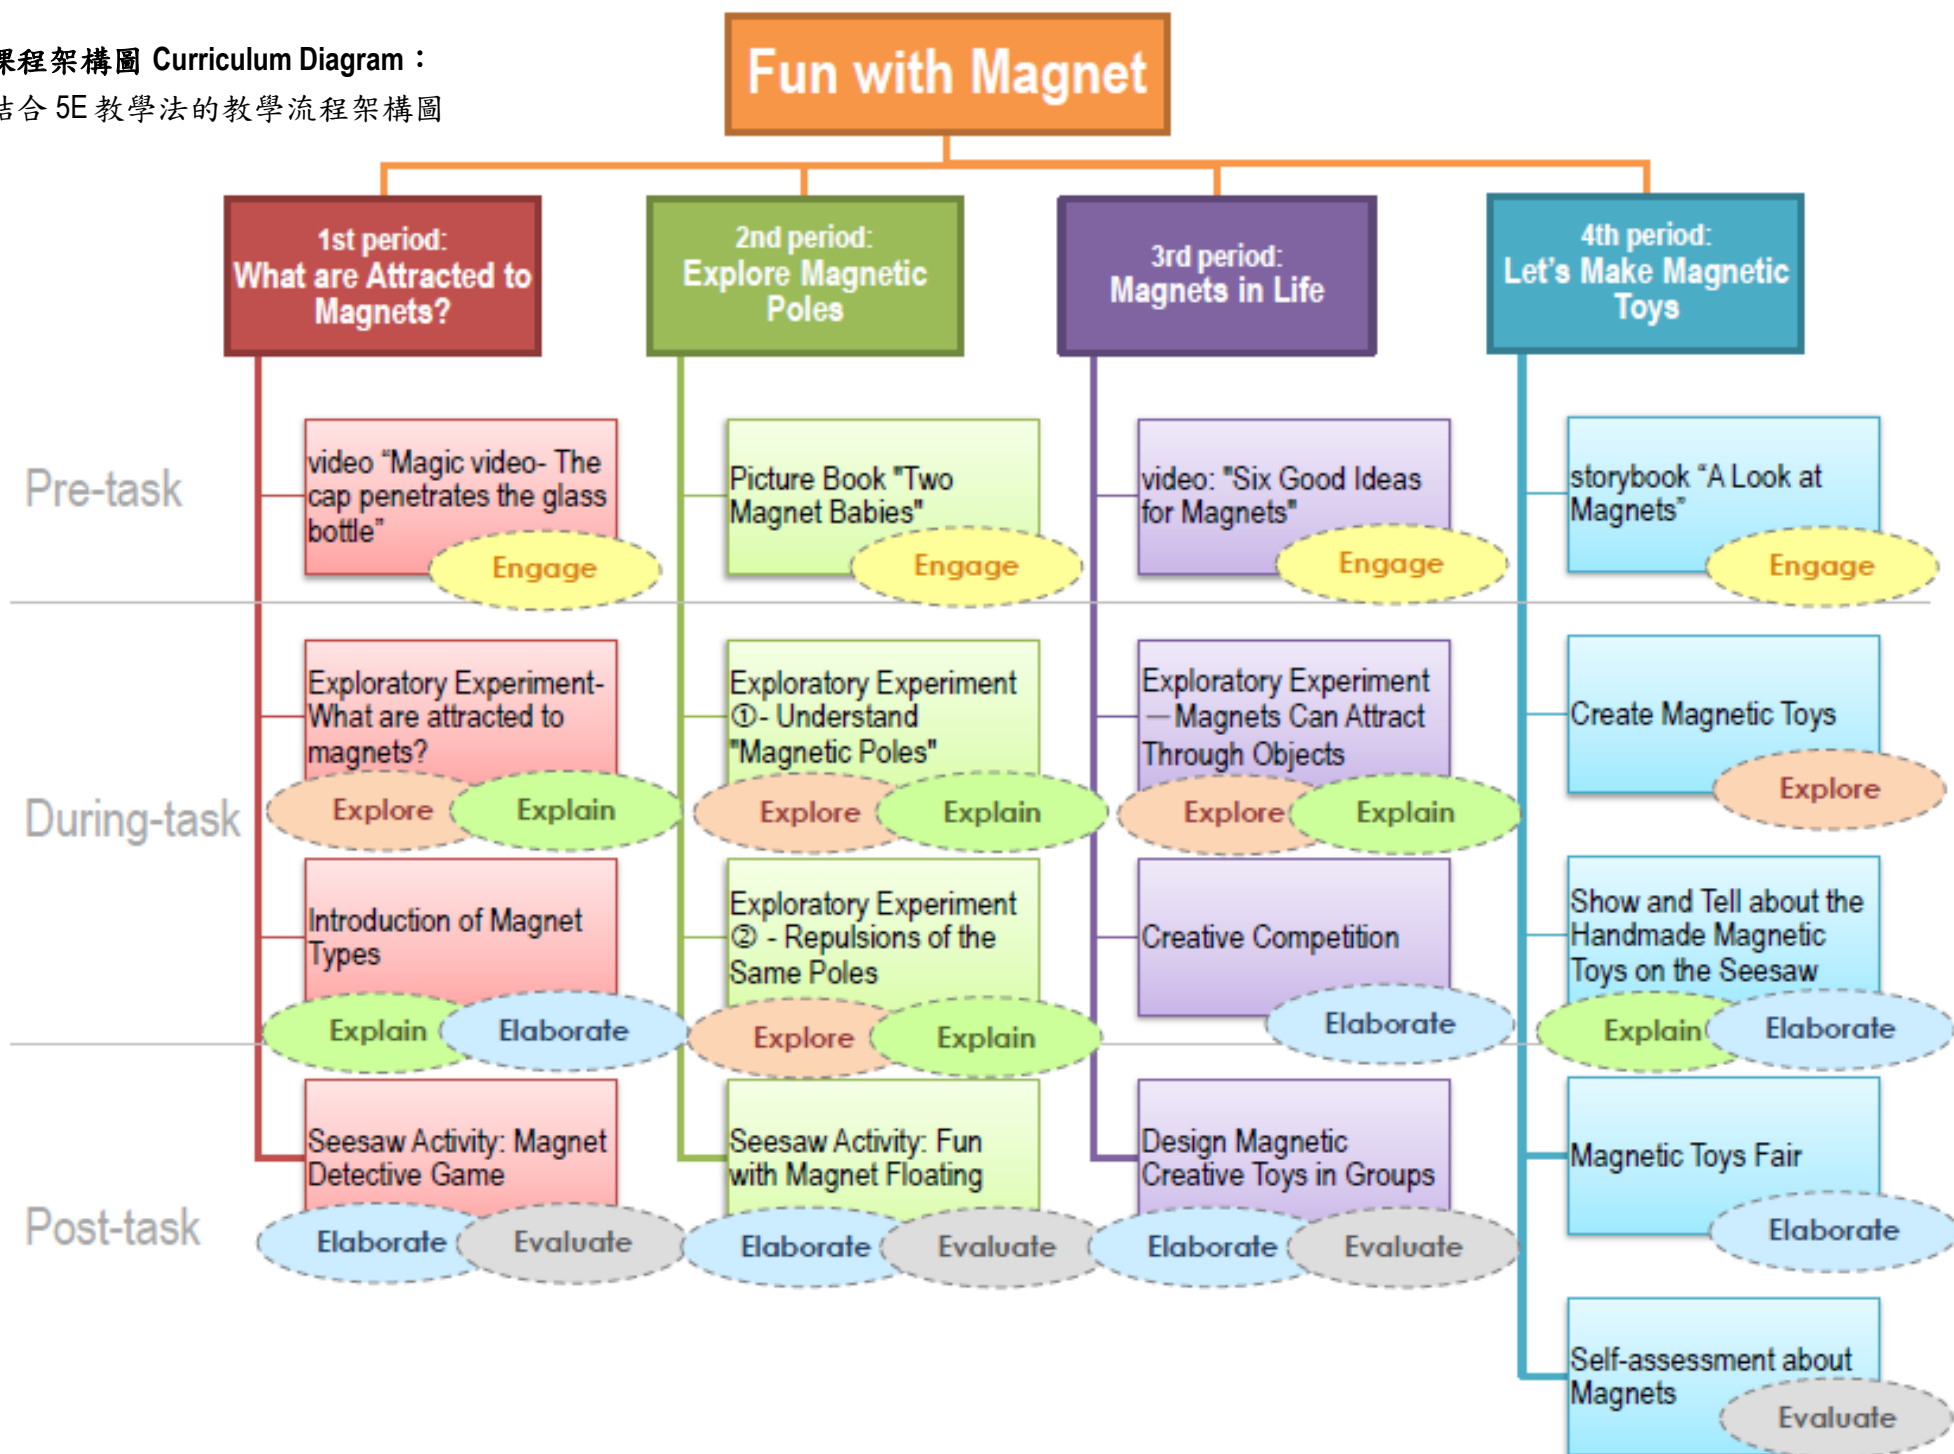 課程架構圖 Curriculum Diagram：
結合 5E 教學法的教學流程架構圖
Fun with Magnet
1st period:
What are Attracted to
Magnets?
2nd period:
Explore Magnetic
Poles
3rd period:
Magnets in Life
4th period:
Let's Make Magnetic
Toys
Pre-task
video “Magic video- The
cap penetrates the glass
bottle”
Engage
Picture Book "Two
Magnet Babies"
Engage
video: "Six Good Ideas
for Magnets"
Engage
storybook “A Look at
Magnets”
Engage
During-task
Exploratory Experiment-
What are attracted to
magnets?
Explore
Explain
Exploratory Experiment
①- Understand
"Magnetic Poles"
Explore
Explain
Exploratory Experiment
－Magnets Can Attract
Through Objects
Explore
Explain
Create Magnetic Toys
Explore
Introduction of Magnet
Types
Explain
Elaborate
Exploratory Experiment
② - Repulsions of the
Same Poles
Explore
Explain
Creative Competition
Elaborate
Show and Tell about the
Handmade Magnetic
Toys on the Seesaw
Explain
Elaborate
Post-task
Seesaw Activity: Magnet
Detective Game
Elaborate
Evaluate
Seesaw Activity: Fun
with Magnet Floating
Elaborate
Evaluate
Design Magnetic
Creative Toys in Groups
Elaborate
Evaluate
Magnetic Toys Fair
Elaborate
Self-assessment about
Magnets
Evaluate